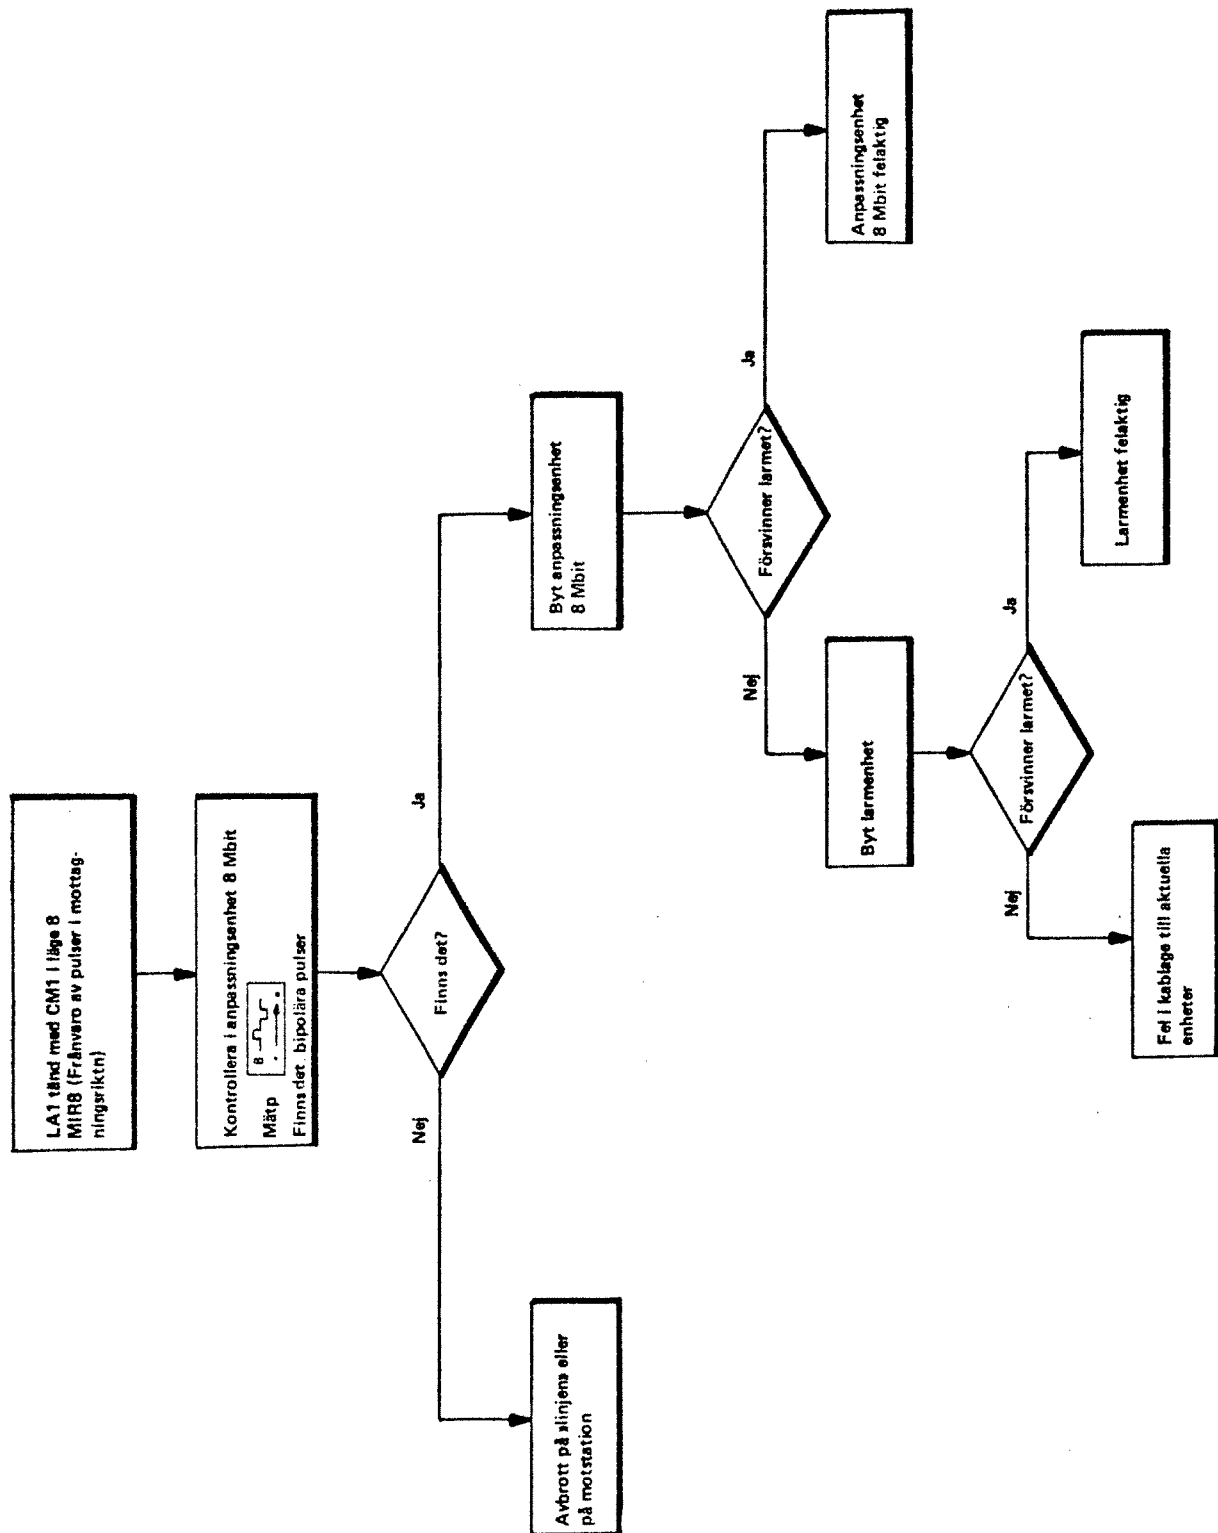 LA1 tänd med CM1 i läge 8
MIR8 (Frånvaro av pulser i mottag-
ningsriktn)
Kontrollera i anpassningsenhet 8 Mbit
Mätp
8
Finns det bipolära pulser
Finns det?
Nej
Ja
Avbrott på slinjens eller
på motstation
Byt anpassningsenhet
8 Mbit
Försvinner larmet?
Nej
Ja
Byt larmenhet
Anpassningsenhet
8 Mbit felaktig
Försvinner larmet?
Nej
Ja
Fel i kablage till aktuella
enheter
Larmenhet felaktig